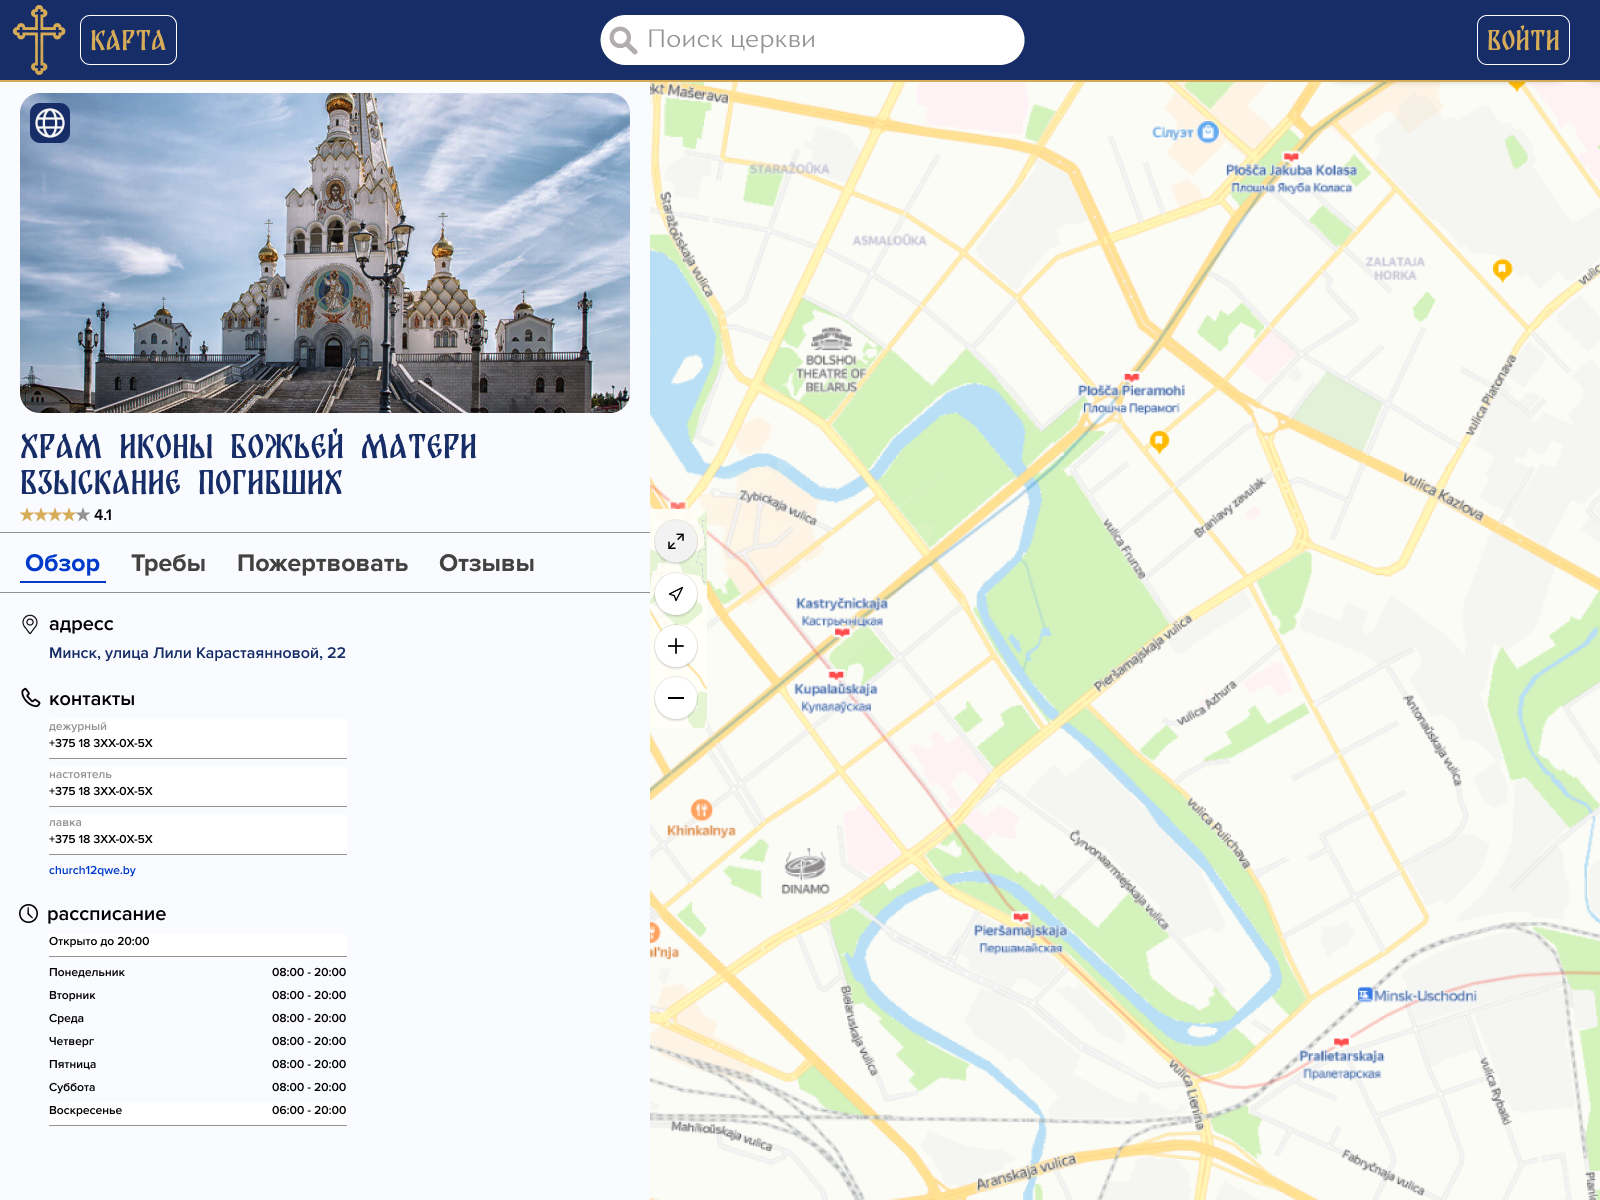 КАРТА
Поиск церкви
ВОЙТИ
ХРАМ ИКОНЫ БОЖЬЕЙ МАТЕРИ
ВЗЫСКАНИЕ ПОГИБШИХ
4.1
Обзор Требы Пожертвовать Отзывы
адресс
Минск, улица Лили Карастаянновой, 22
контакты
дежурный
+375 18 3XX-0X-5X
настоятель
+375 18 3XX-0X-5X
лавка
+375 18 3XX-0X-5X
church12qwe.by
расспиание
Открыто до 20:00
Понедельник 08:00 - 20:00
Вторник 08:00 - 20:00
Среда 08:00 - 20:00
Четверг 08:00 - 20:00
Пятница 08:00 - 20:00
Суббота 08:00 - 20:00
Воскресенье 06:00 - 20:00
ekt Mašerava
Сілуэт
Plošča Jakuba Kolasa
Плошча Якуба Коласа
STARAŽOŬKA
Staražoŭskaja vulica
ASMALOŬKA
ZALATAJA
HORKA
vulic
BOLSHOI
THEATRE OF
BELARUS
Plošča Pieramohi
Плошча Перамогі
vulica Platonava
vulica Kazlova
Zybickaja vulica
Braniavy zavulak
vulica Frunze
Kastryčnickaja
Кастрычніцкая
Pieršamajskaja vulica
Kupalaŭskaja
Купалаўская
vulica Azhura
Antonaŭskaja vulica
Khinkalnya
vulica Pulichava
Čyrvonaarmiejskaja vulica
DINAMO
Pieršamajskaja
Першамайская
al'nja
Bielaruskaja vulica
Minsk-Uschodni
Pralietarskaja
Пралетарская
vulica Lienina
vulica Rybalki
Mahilioŭskaja vulica
Aranskaja vulica
Fabryčnaja vulica